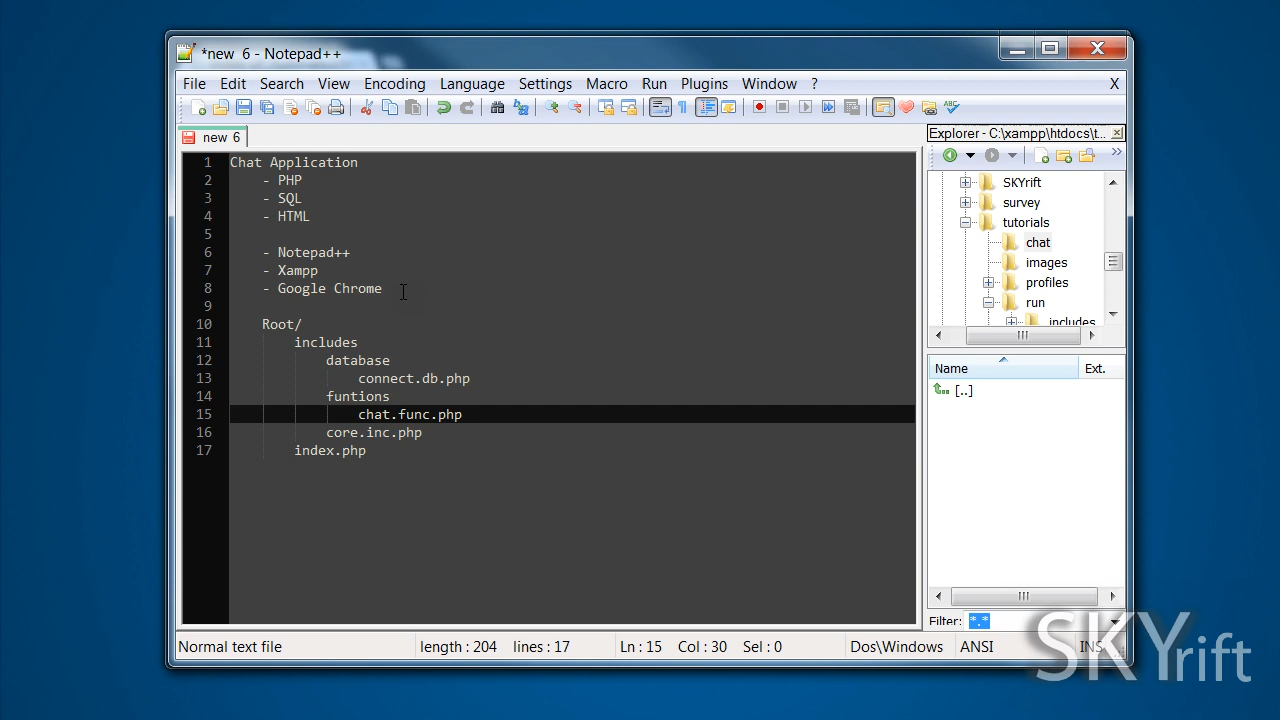 *new  6 - Notepad++
File Edit Search View Encoding Language Settings Macro Run Plugins Window ? X
new 6
1 Chat Application
2 - PHP
3 - SQL
4 - HTML
5
6 - Notepad++
7 - Xampp
8 - Google Chrome
9
10 Root/
11 includes
12 database
13 connect.db.php
14 funtions
15 chat.func.php
16 core.inc.php
17 index.php
Explorer - C:\xampp\htdocs\t...
SKYrift
survey
tutorials
chat
images
profiles
run
includes
Name Ext.
[..]
Filter: *.*
Normal text file length : 204 lines : 17 Ln : 15 Col : 30 Sel : 0 Dos\Windows ANSI INS
SKYrift